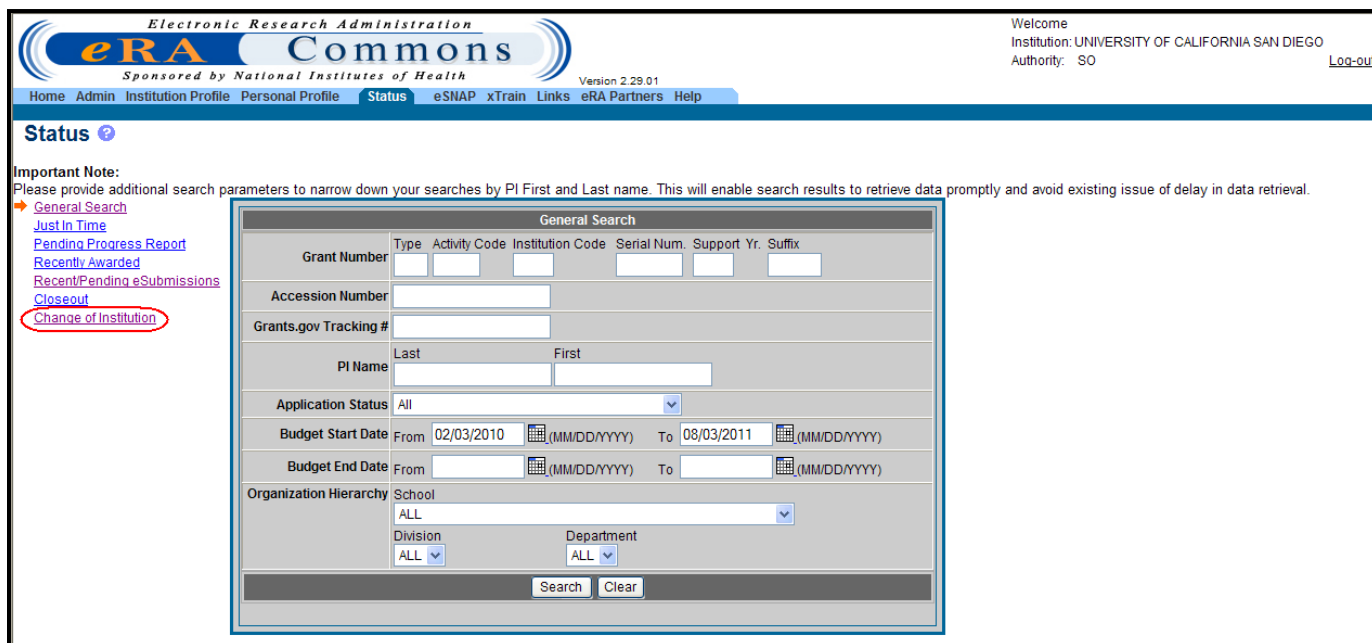 Electronic Research Administration
eRA Commons
Sponsored by National Institutes of Health
Version 2.29.01
Welcome
Institution: UNIVERSITY OF CALIFORNIA SAN DIEGO
Authority: SO
Log-out
Home Admin Institution Profile Personal Profile Status eSNAP xTrain Links eRA Partners Help
Status ?
Important Note:
Please provide additional search parameters to narrow down your searches by PI First and Last name. This will enable search results to retrieve data promptly and avoid existing issue of delay in data retrieval.
General Search
Just In Time
Pending Progress Report
Recently Awarded
Recent/Pending eSubmissions
Closeout
Change of Institution
General Search
Type Activity Code Institution Code Serial Num. Support Yr. Suffix
Grant Number
Accession Number
Grants.gov Tracking #
Last First
PI Name
Application Status All
Budget Start Date From 02/03/2010 (MM/DD/YYYY) To 08/03/2011 (MM/DD/YYYY)
Budget End Date From (MM/DD/YYYY) To (MM/DD/YYYY)
Organization Hierarchy School
ALL
Division Department
ALL ALL
Search Clear